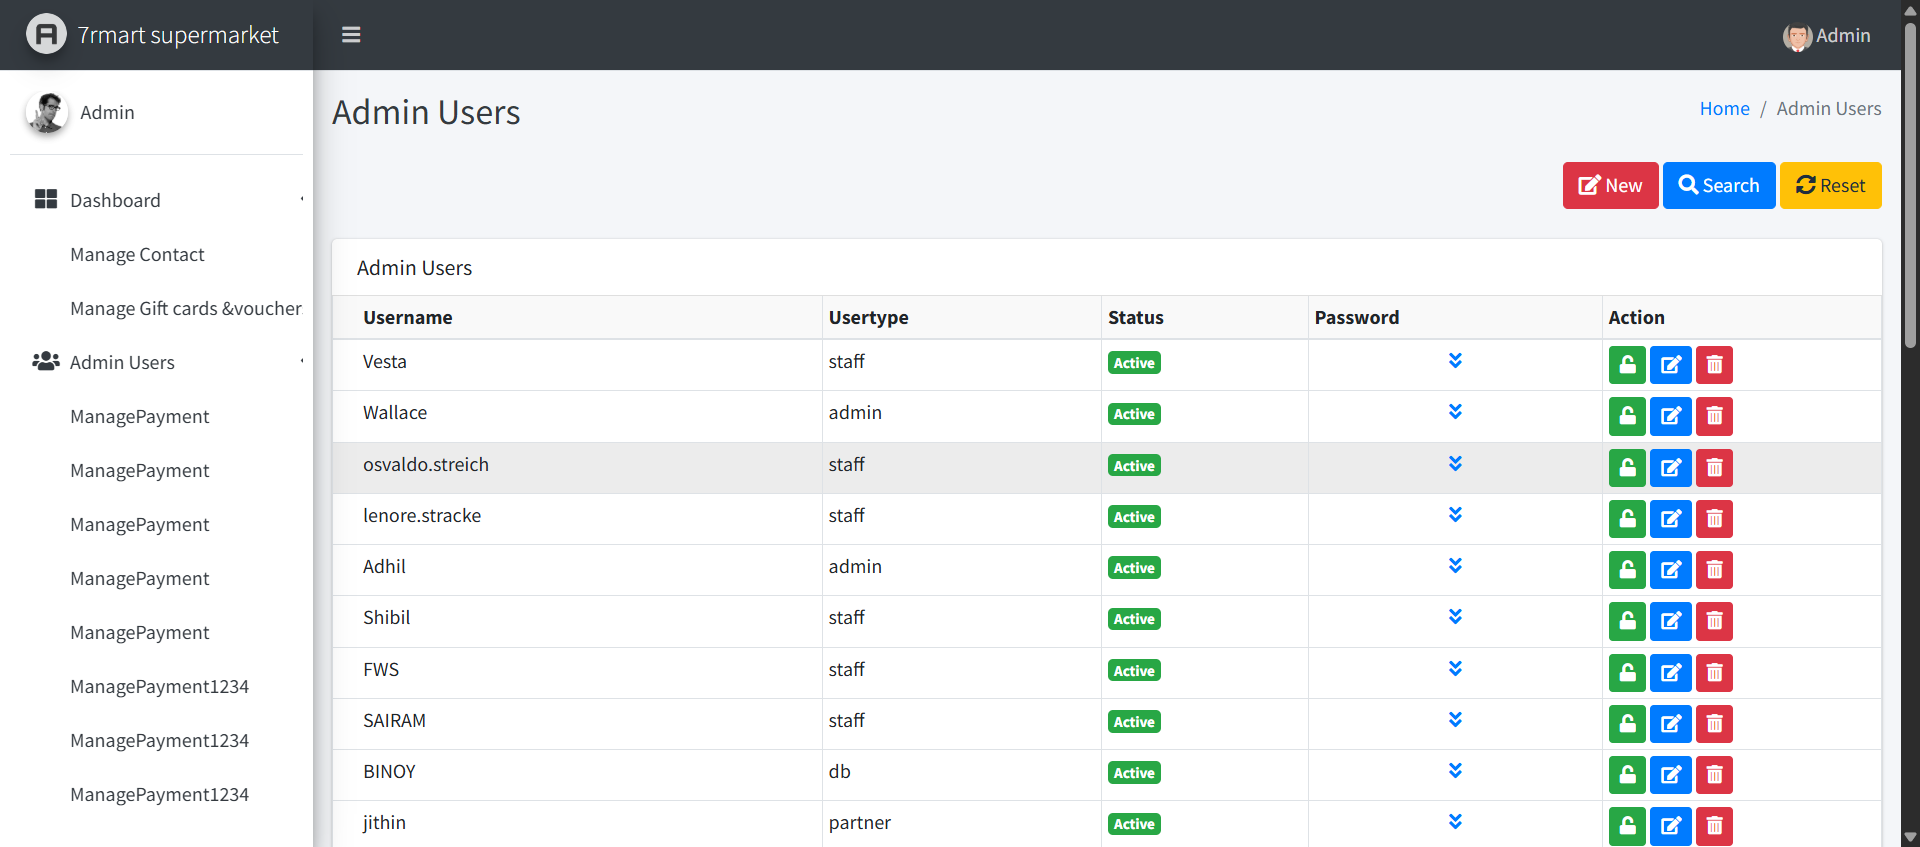 7rmart supermarket
Admin
Admin
Admin Users
Home / Admin Users
New Search Reset
Dashboard
Manage Contact
Manage Gift cards &voucher
Admin Users
ManagePayment
ManagePayment
ManagePayment
ManagePayment
ManagePayment
ManagePayment1234
ManagePayment1234
ManagePayment1234
Admin Users
Username Usertype Status Password Action
Vesta staff Active
Wallace admin Active
osvaldo.streich staff Active
lenore.stracke staff Active
Adhil admin Active
Shibil staff Active
FWS staff Active
SAIRAM staff Active
BINOY db Active
jithin partner Active